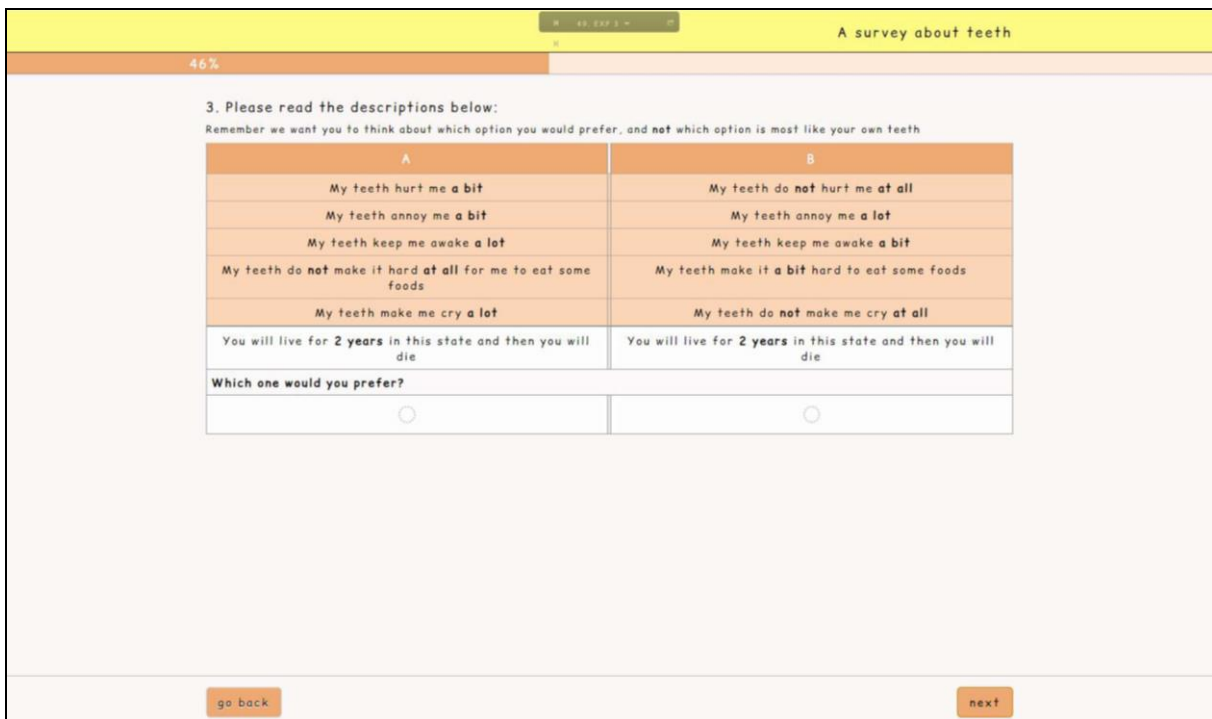 A survey about teeth
46%
3. Please read the descriptions below:
Remember we want you to think about which option you would prefer, and not which option is most like your own teeth
A
B
My teeth hurt me a bit
My teeth do not hurt me at all
My teeth annoy me a bit
My teeth annoy me a lot
My teeth keep me awake a lot
My teeth keep me awake a bit
My teeth do not make it hard at all for me to eat some
foods
My teeth make it a bit hard to eat some foods
My teeth make me cry a lot
My teeth do not make me cry at all
You will live for 2 years in this state and then you will
die
You will live for 2 years in this state and then you will
die
Which one would you prefer?
go back
next